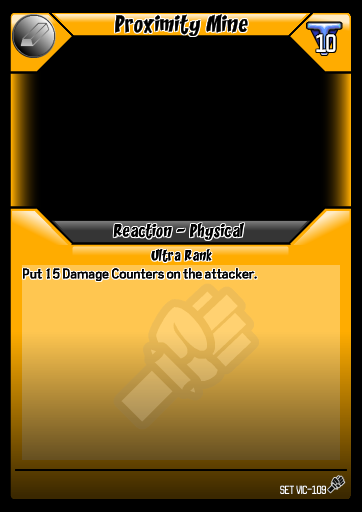 Proximity Mine
10
Reaction - Physical
Ultra Rank
Put 15 Damage Counters on the attacker.
SET VIC-109